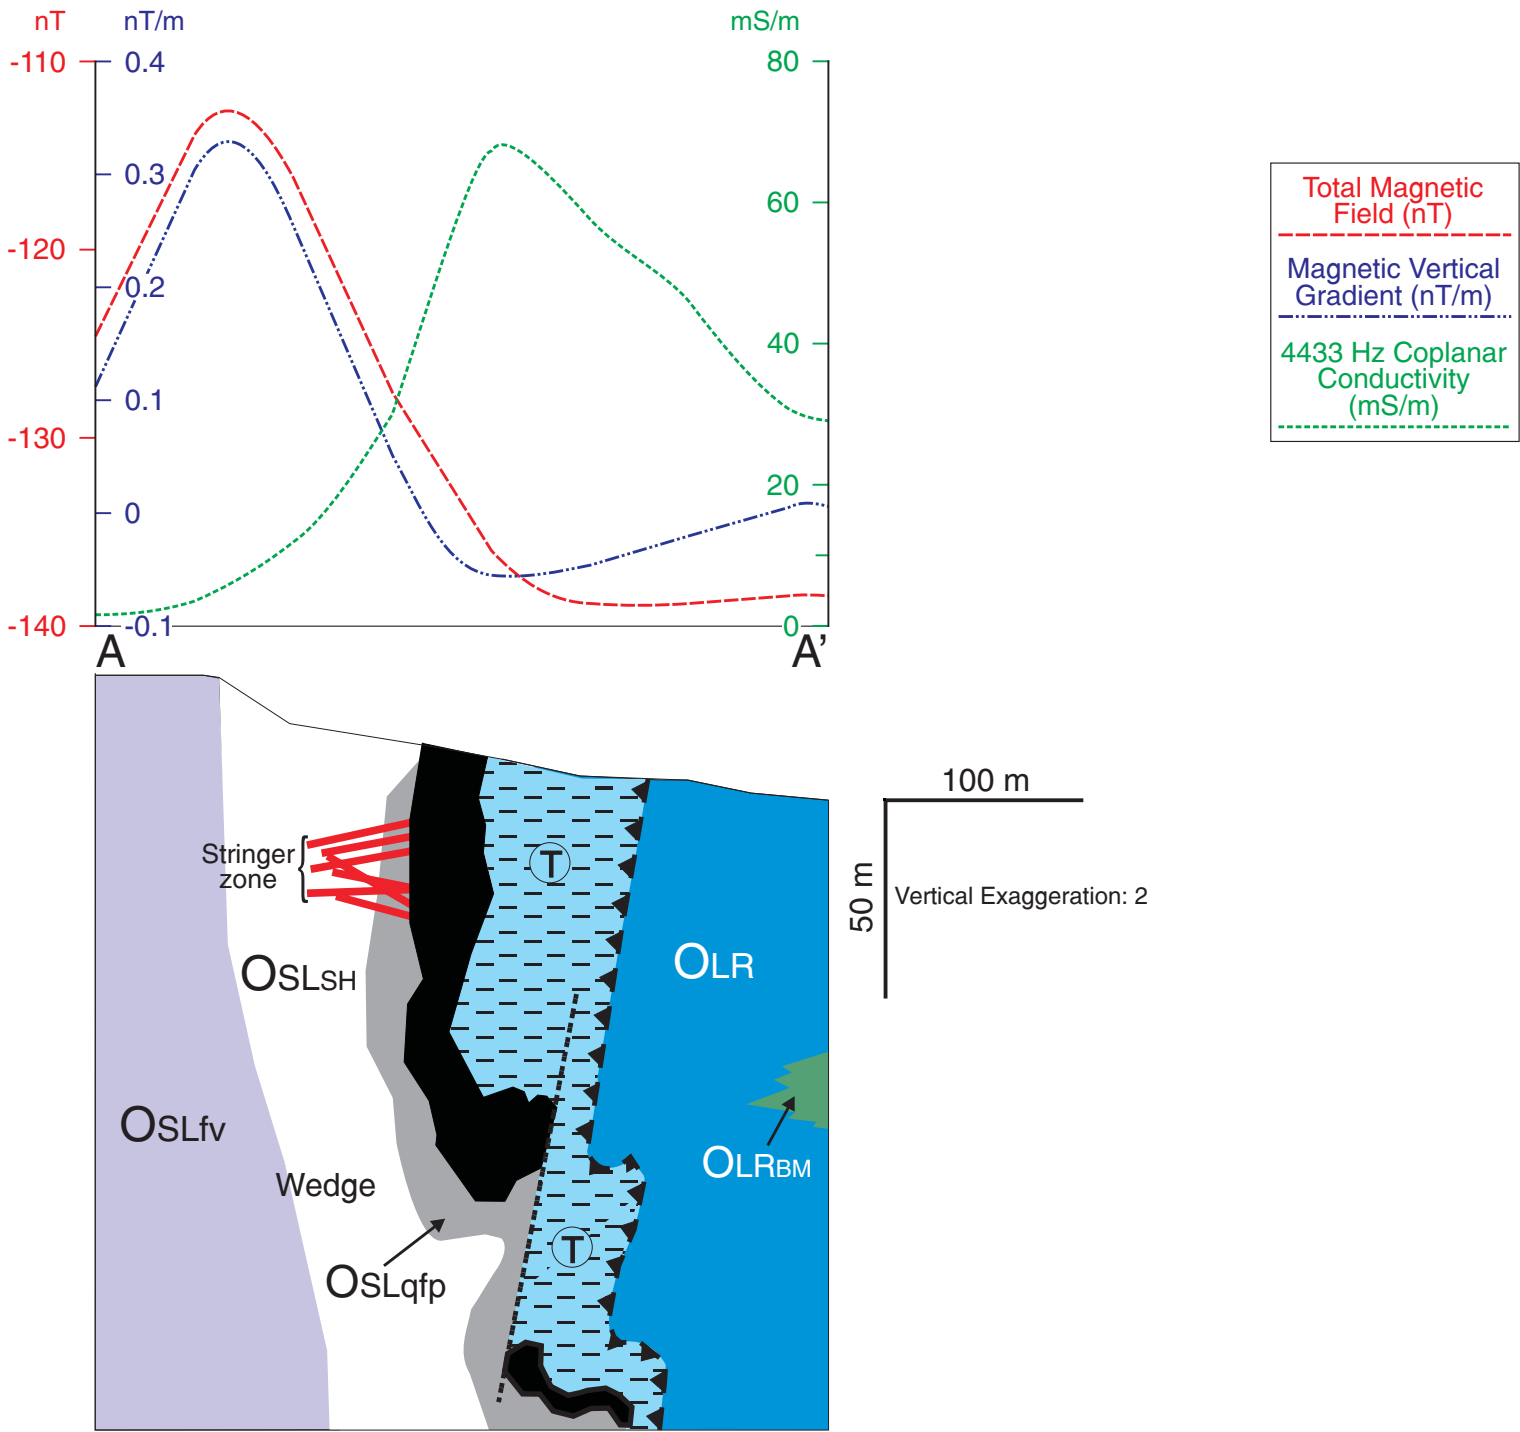 nT
nT/m
mS/m
-110
0.4
80
0.3
60
-120
0.2
40
0.1
-130
20
0
-140
-0.1
0
A
A'
Total Magnetic
Field (nT)
Magnetic Vertical
Gradient (nT/m)
4433 Hz Coplanar
Conductivity
(mS/m)
100 m
50 m
Vertical Exaggeration: 2
Stringer
zone
T
OSLSH
OLR
OSLfv
OLRBM
Wedge
T
OSLqfp